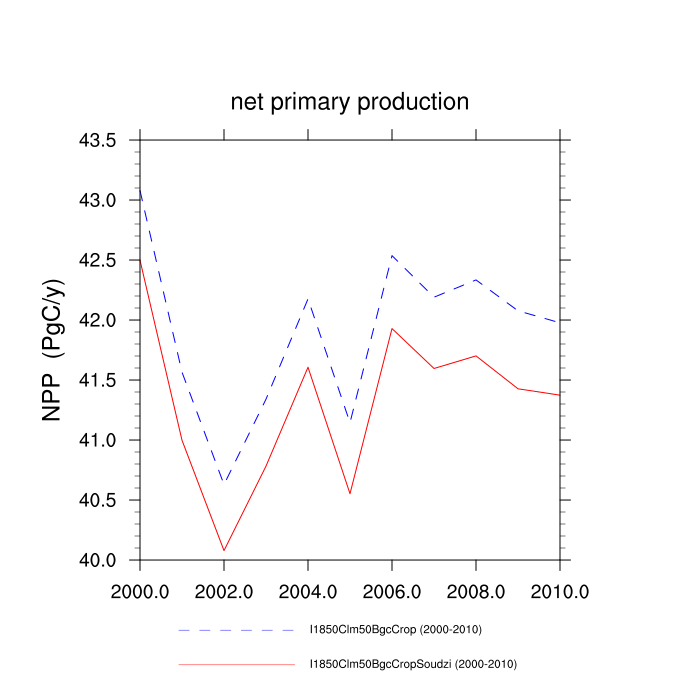 net primary production
NPP (PgC/y)
43.5
43.0
42.5
42.0
41.5
41.0
40.5
40.0
2000.0 2002.0 2004.0 2006.0 2008.0 2010.0
I1850Clm50BgcCrop (2000-2010)
I1850Clm50BgcCropSoudzi (2000-2010)